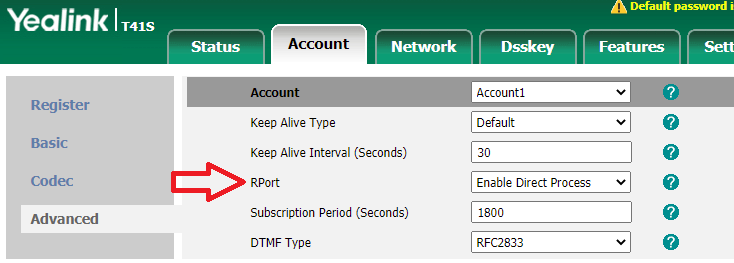 Default password i
Yealink T41S
Status Account Network Dsskey Features Sett
Account Account1 ?
Register
Keep Alive Type Default ?
Basic
Keep Alive Interval (Seconds) 30 ?
Codec
RPort Enable Direct Process ?
Advanced
Subscription Period (Seconds) 1800 ?
DTMF Type RFC2833 ?